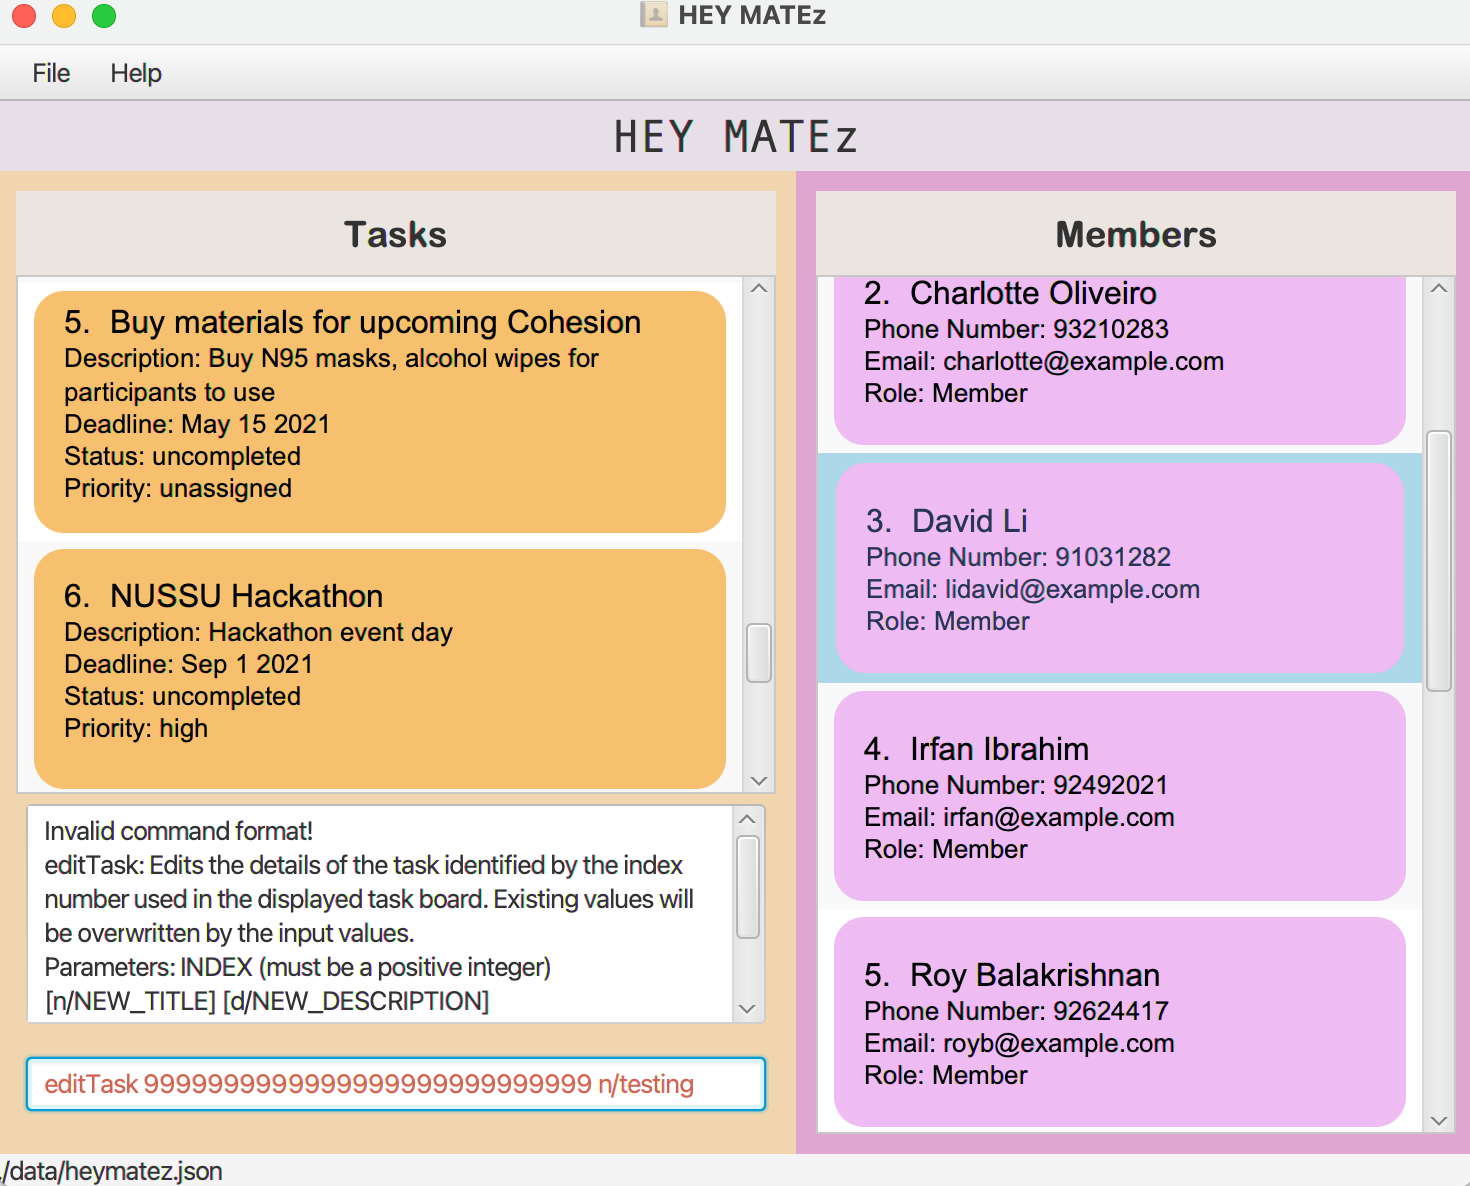 HEY MATEz
File Help
HEY MATEz
Tasks
5. Buy materials for upcoming Cohesion
Description: Buy N95 masks, alcohol wipes for
participants to use
Deadline: May 15 2021
Status: uncompleted
Priority: unassigned
6. NUSSU Hackathon
Description: Hackathon event day
Deadline: Sep 1 2021
Status: uncompleted
Priority: high
Invalid command format!
editTask: Edits the details of the task identified by the index
number used in the displayed task board. Existing values will
be overwritten by the input values.
Parameters: INDEX (must be a positive integer)
[n/NEW_TITLE] [d/NEW_DESCRIPTION]
editTask 9999999999999999999999999999 n/testing
Members
2. Charlotte Oliveiro
Phone Number: 93210283
Email: charlotte@example.com
Role: Member
3. David Li
Phone Number: 91031282
Email: lidavid@example.com
Role: Member
4. Irfan Ibrahim
Phone Number: 92492021
Email: irfan@example.com
Role: Member
5. Roy Balakrishnan
Phone Number: 92624417
Email: royb@example.com
Role: Member
./data/heymatez.json